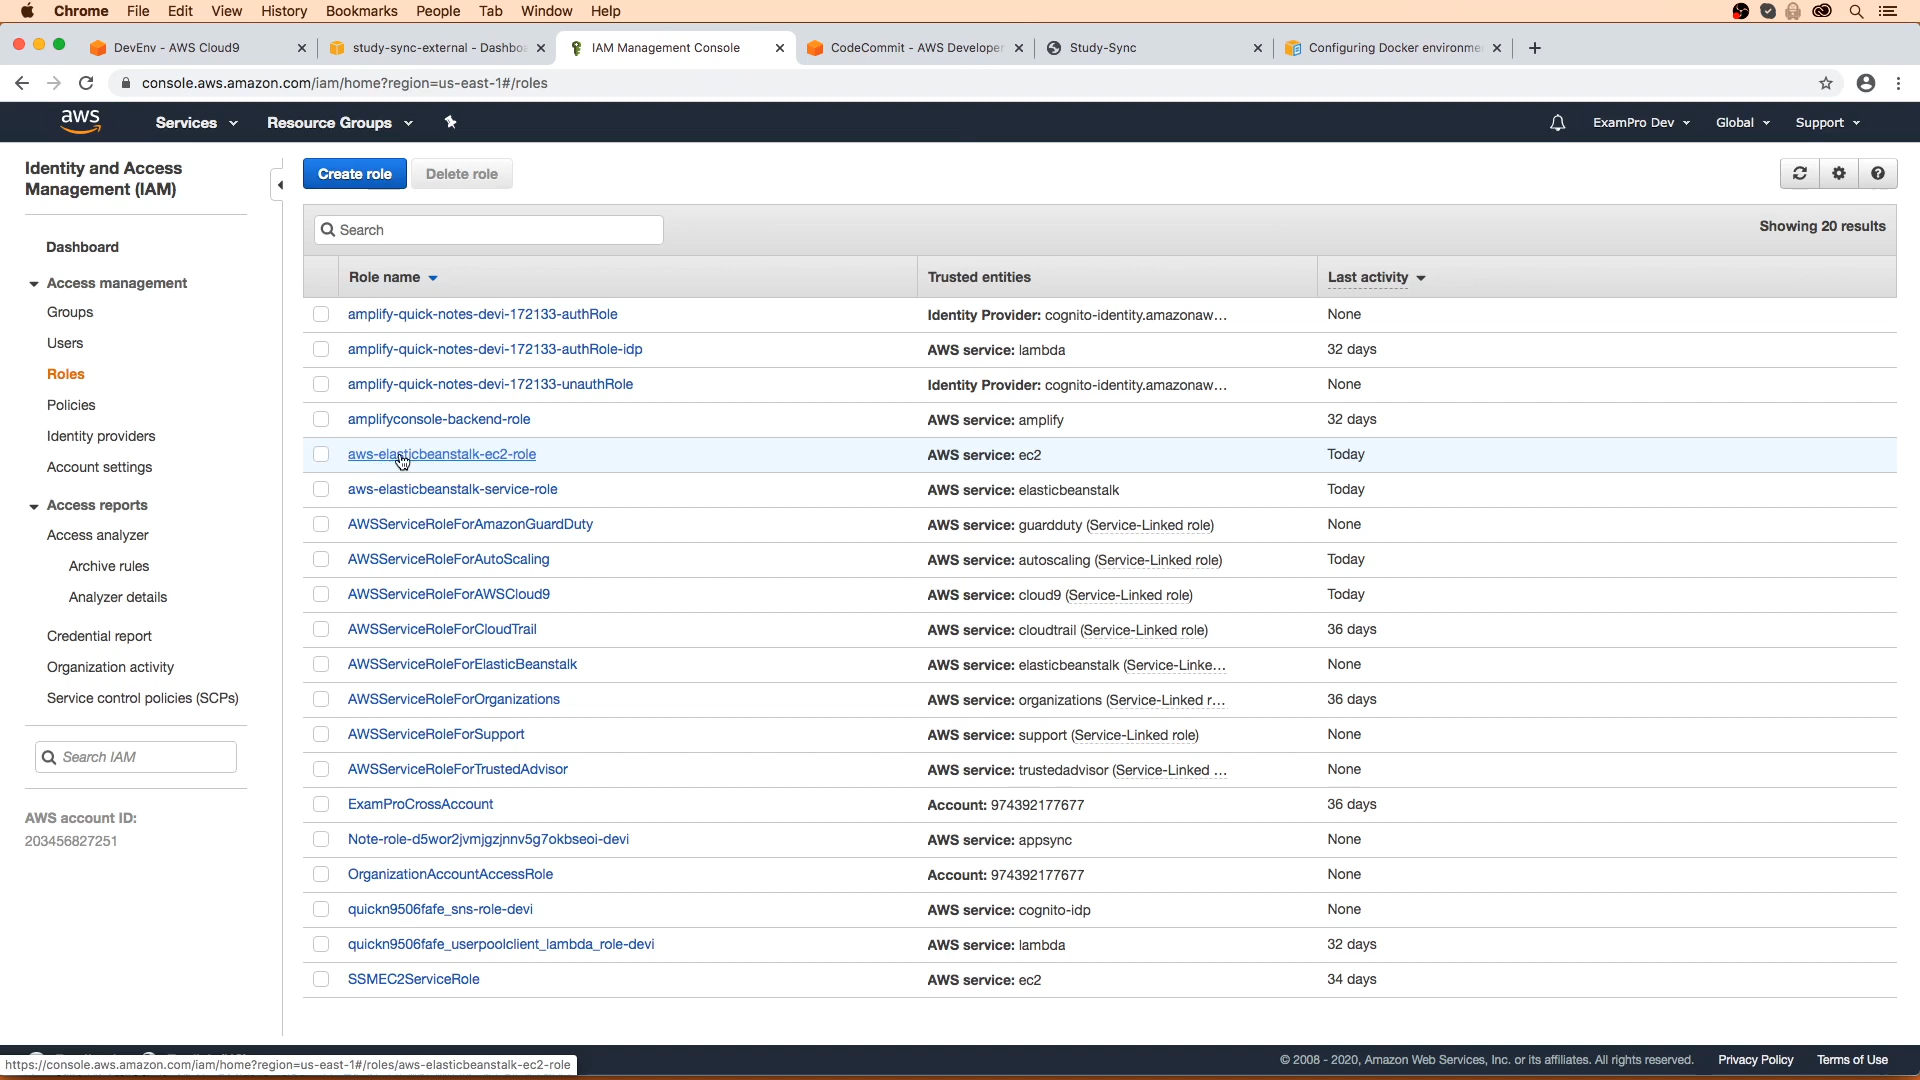 Chrome File Edit View History Bookmarks People Tab Window Help
DevEnv - AWS Cloud9
study-sync-external - Dashbo
IAM Management Console
CodeCommit - AWS Developer
Study-Sync
Configuring Docker environme
console.aws.amazon.com/iam/home?region=us-east-1#/roles
aws Services Resource Groups ExamPro Dev Global Support
Identity and Access
Management (IAM)
Dashboard
Access management
Groups
Users
Roles
Policies
Identity providers
Account settings
Access reports
Access analyzer
Archive rules
Analyzer details
Credential report
Organization activity
Service control policies (SCPs)
Search IAM
AWS account ID:
203456827251
Create role Delete role
Search Showing 20 results
Role name Trusted entities Last activity
amplify-quick-notes-devi-172133-authRole Identity Provider: cognito-identity.amazonaw... None
amplify-quick-notes-devi-172133-authRole-idp AWS service: lambda 32 days
amplify-quick-notes-devi-172133-unauthRole Identity Provider: cognito-identity.amazonaw... None
amplifyconsole-backend-role AWS service: amplify 32 days
aws-elasticbeanstalk-ec2-role AWS service: ec2 Today
aws-elasticbeanstalk-service-role AWS service: elasticbeanstalk Today
AWSServiceRoleForAmazonGuardDuty AWS service: guardduty (Service-Linked role) None
AWSServiceRoleForAutoScaling AWS service: autoscaling (Service-Linked role) Today
AWSServiceRoleForAWSCloud9 AWS service: cloud9 (Service-Linked role) Today
AWSServiceRoleForCloudTrail AWS service: cloudtrail (Service-Linked role) 36 days
AWSServiceRoleForElasticBeanstalk AWS service: elasticbeanstalk (Service-Linke... None
AWSServiceRoleForOrganizations AWS service: organizations (Service-Linked r... 36 days
AWSServiceRoleForSupport AWS service: support (Service-Linked role) None
AWSServiceRoleForTrustedAdvisor AWS service: trustedadvisor (Service-Linked ... None
ExamProCrossAccount Account: 974392177677 36 days
Note-role-d5wor2jvmjgzjnnv5g7okbseoi-devi AWS service: appsync None
OrganizationAccountAccessRole Account: 974392177677 None
quickn9506fafe_sns-role-devi AWS service: cognito-idp None
quickn9506fafe_userpoolclient_lambda_role-devi AWS service: lambda 32 days
SSMEC2ServiceRole AWS service: ec2 34 days
https://console.aws.amazon.com/iam/home?region=us-east-1#/roles/aws-elasticbeanstalk-ec2-role
© 2008 - 2020, Amazon Web Services, Inc. or its affiliates. All rights reserved. Privacy Policy Terms of Use